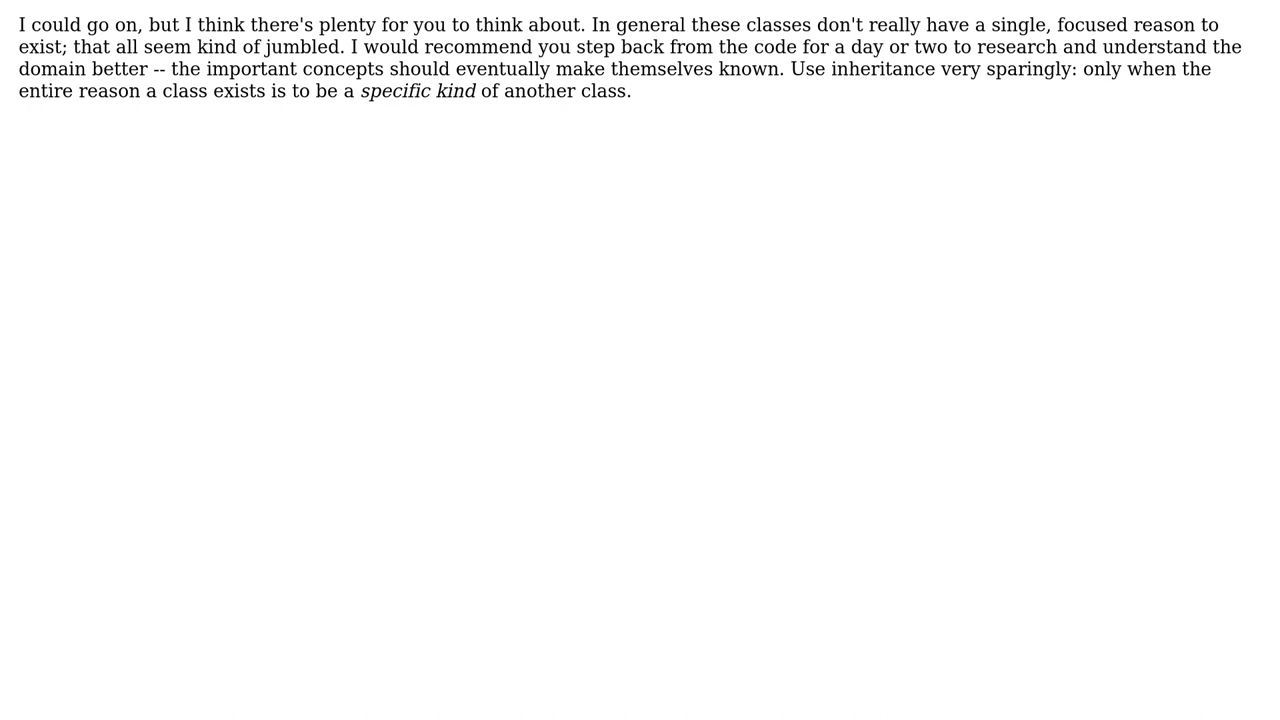 I could go on, but I think there's plenty for you to think about. In general these classes don't really have a single, focused reason to
exist; that all seem kind of jumbled. I would recommend you step back from the code for a day or two to research and understand the
domain better -- the important concepts should eventually make themselves known. Use inheritance very sparingly: only when the
entire reason a class exists is to be a specific kind of another class.